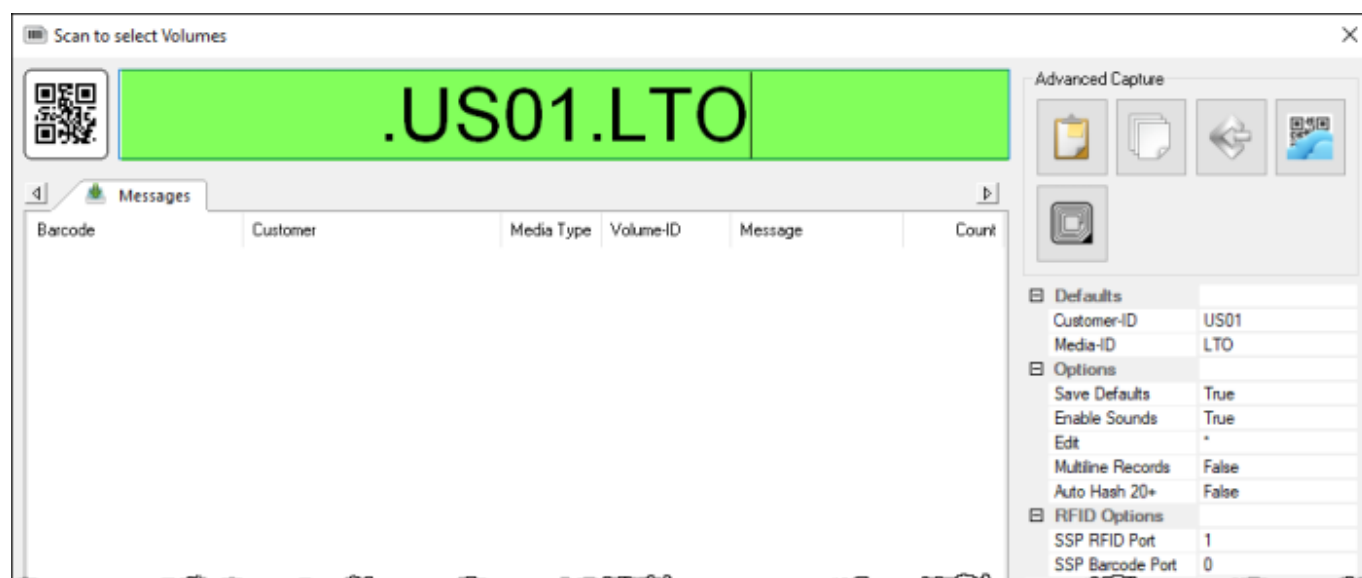 Scan to select Volumes
.US01.LTO
Advanced Capture
Messages
Barcode Customer Media Type Volume-ID Message Count
Defaults
Customer-ID US01
Media-ID LTO
Options
Save Defaults True
Enable Sounds True
Edit *
Multiline Records False
Auto Hash 20+ False
RFID Options
SSP RFID Port 1
SSP Barcode Port 0